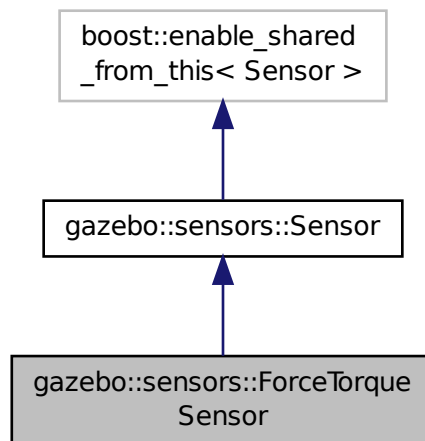 boost::enable_shared
_from_this< Sensor >
gazebo::sensors::Sensor
gazebo::sensors::ForceTorque
Sensor